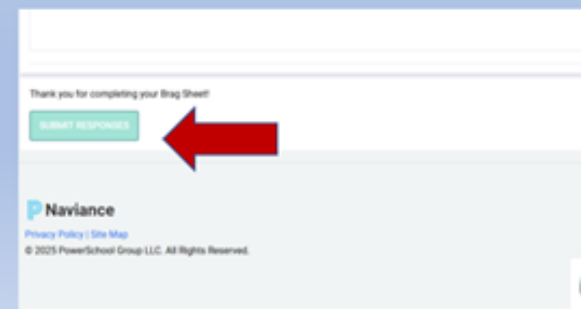 Thank you for completing your Brag Sheet!
SUBMIT RESPONSES
Naviance
Privacy Policy | Site Map
© 2025 PowerSchool Group LLC. All Rights Reserved.